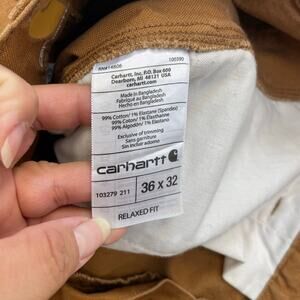 RN#14806 100390
Carhartt, Inc. P.O. Box 600
Dearborn, MI 48121 USA
carhartt.com
Made in Bangladesh
Fabriqué au Bangladesh
Hecho en Bangladesh
99% Cotton/ 1% Elastane (Spandex)
99% Coton/ 1% Élasthanne
99% Algodón/ 1% Elastano
Exclusive of trimming
Sans garniture
Sin incluir adorno
carhartt
103279 211
36 x 32
RELAXED FIT